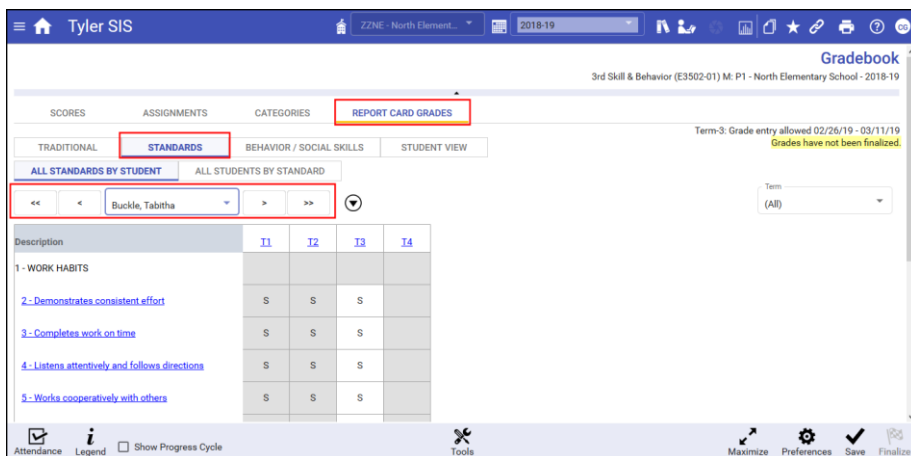 Tyler SIS ZZNE - North Element... 2018-19 CG
Gradebook
3rd Skill & Behavior (E3502-01) M: P1 - North Elementary School - 2018-19
SCORES ASSIGNMENTS CATEGORIES REPORT CARD GRADES
Term-3: Grade entry allowed 02/26/19 - 03/11/19
Grades have not been finalized.
TRADITIONAL STANDARDS BEHAVIOR / SOCIAL SKILLS STUDENT VIEW
ALL STANDARDS BY STUDENT ALL STUDENTS BY STANDARD
Term
<< < Buckle, Tabitha > >> (All)
Description T1 T2 T3 T4
1 - WORK HABITS
2 - Demonstrates consistent effort S S S
3 - Completes work on time S S S
4 - Listens attentively and follows directions S S S
5 - Works cooperatively with others S S S
Attendance Legend Show Progress Cycle Tools Maximize Preferences Save Finalize